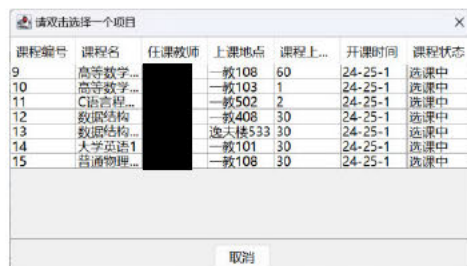 请双击选择一个项目
课程编号 课程名 任课教师 上课地点 课程上... 开课时间 课程状态
9 高等数学... 一教108 60 24-25-1 选课中
10 高等数学... 一教103 1 24-25-1 选课中
11 C语言程... 一教502 2 24-25-1 选课中
12 数据结构 一教408 30 24-25-1 选课中
13 数据结构... 逸夫楼533 30 24-25-1 选课中
14 大学英语1 一教101 30 24-25-1 选课中
15 普通物理... 一教108 30 24-25-1 选课中
取消